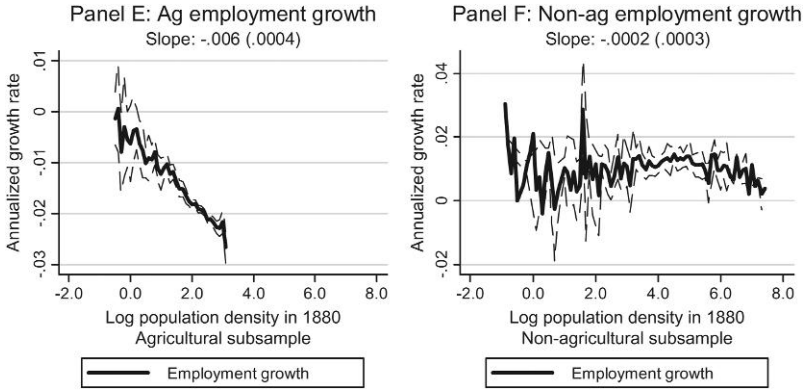 Panel E: Ag employment growth
Slope: -.006 (.0004)
Annualized growth rate
.01
0
-.01
-.02
-.03
-2.0 0.0 2.0 4.0 6.0 8.0
Log population density in 1880
Agricultural subsample
Employment growth
Panel F: Non-ag employment growth
Slope: -.0002 (.0003)
Annualized growth rate
.04
.02
0
-.02
-2.0 0.0 2.0 4.0 6.0 8.0
Log population density in 1880
Non-agricultural subsample
Employment growth